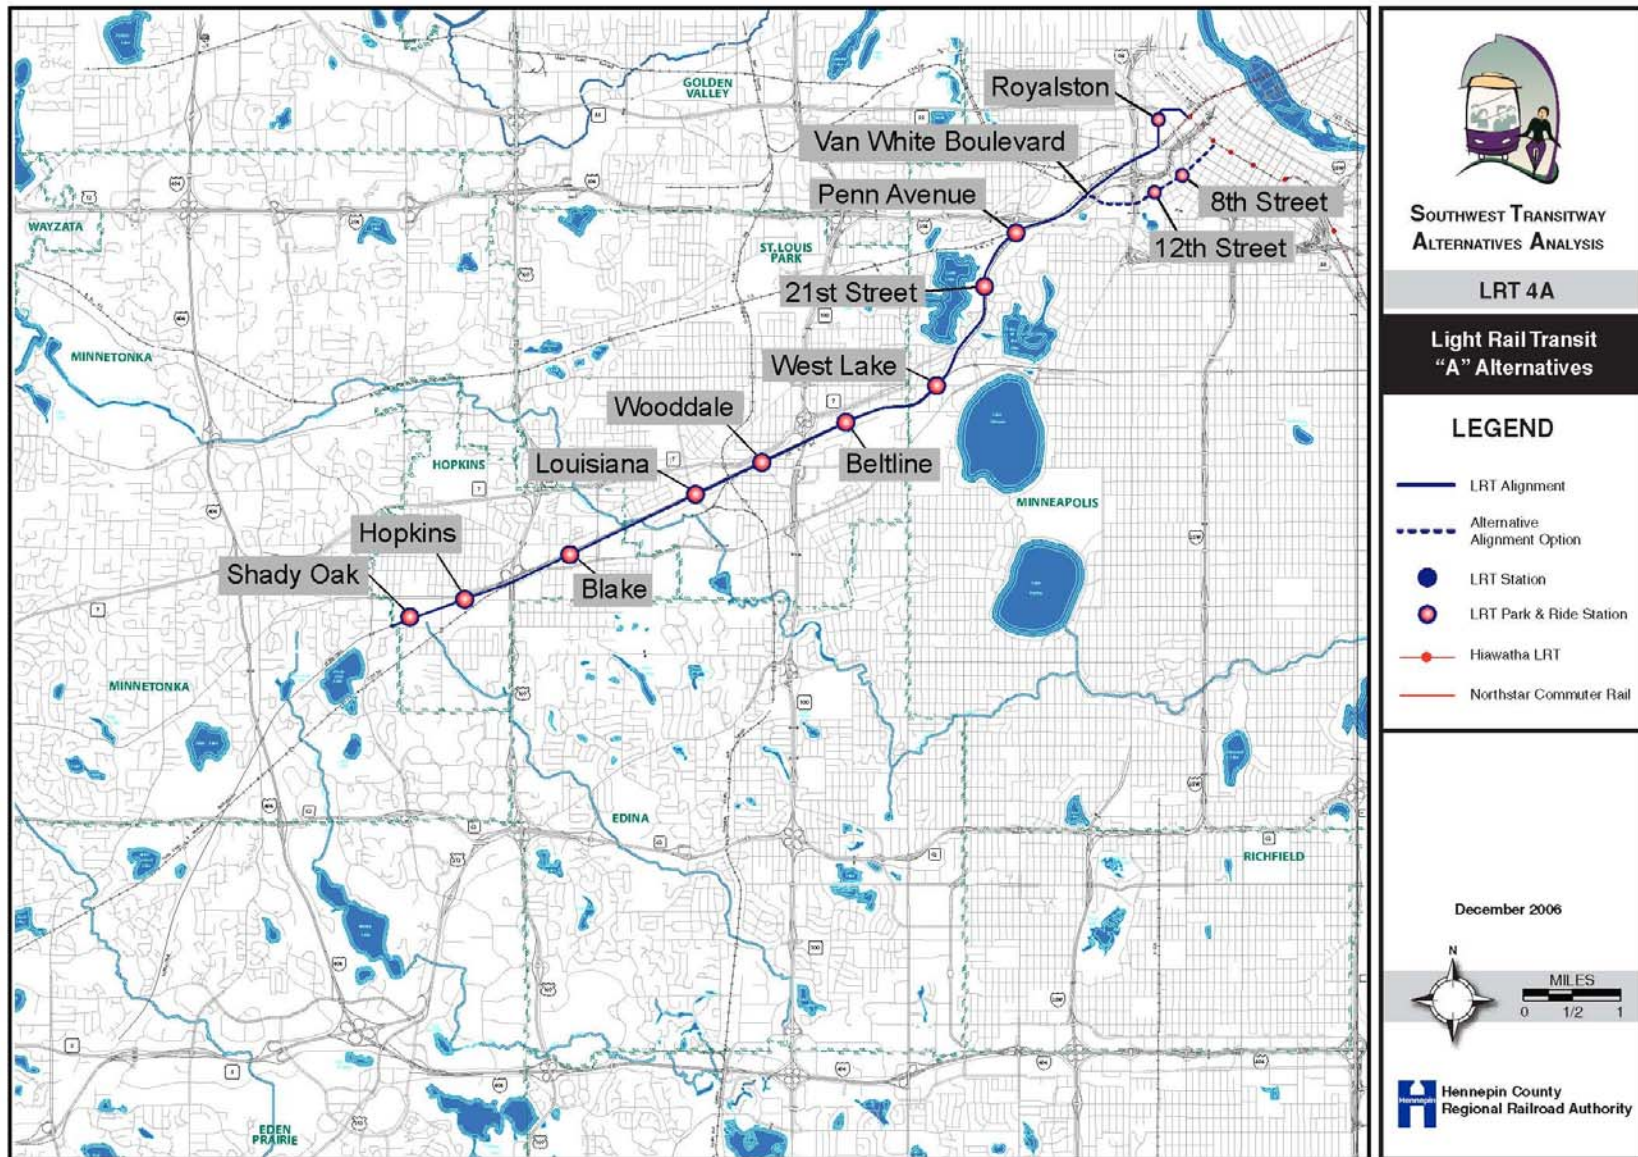 Royalston
Van White Boulevard
Penn Avenue
8th Street
12th Street
21st Street
West Lake
Wooddale
Louisiana
Beltline
Hopkins
Shady Oak
Blake
GOLDEN
VALLEY
WAYZATA
ST.LOUIS
PARK
MINNETONKA
HOPKINS
MINNEAPOLIS
MINNETONKA
EDINA
RICHFIELD
EDEN
PRAIRIE
SOUTHWEST TRANSITWAY
ALTERNATIVES ANALYSIS
LRT 4A
Light Rail Transit
“A” Alternatives
LEGEND
LRT Alignment
Alternative
Alignment Option
LRT Station
LRT Park & Ride Station
Hiawatha LRT
Northstar Commuter Rail
December 2006
N
MILES
0 1/2 1
Hennepin
Hennepin County
Regional Railroad Authority